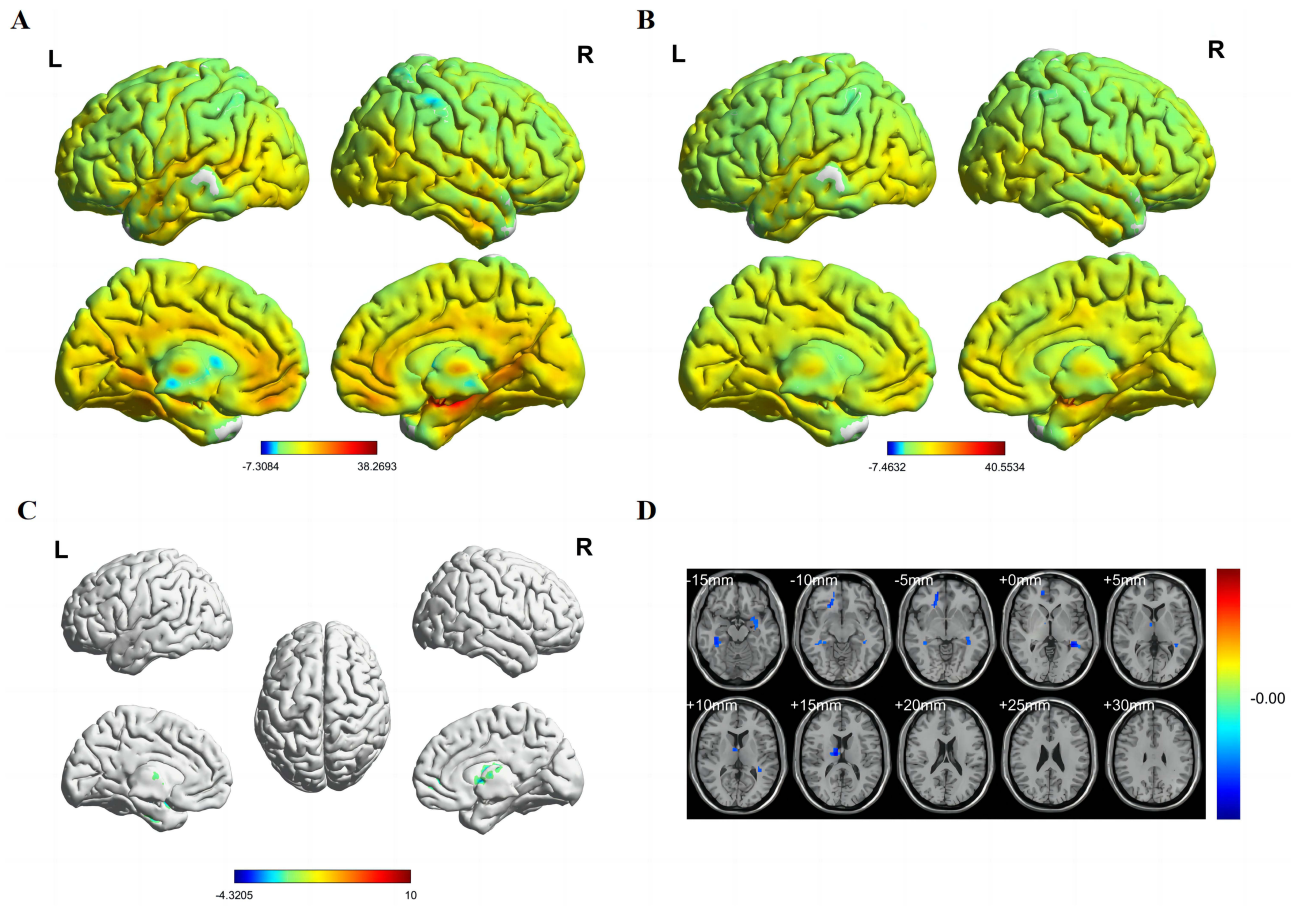 A
B
L
R
L
R
-7.3084
38.2693
-7.4632
40.5534
C
D
L
R
-15mm
-10mm
-5mm
+0mm
+5mm
-0.00
+10mm
+15mm
+20mm
+25mm
+30mm
-4.3205
10